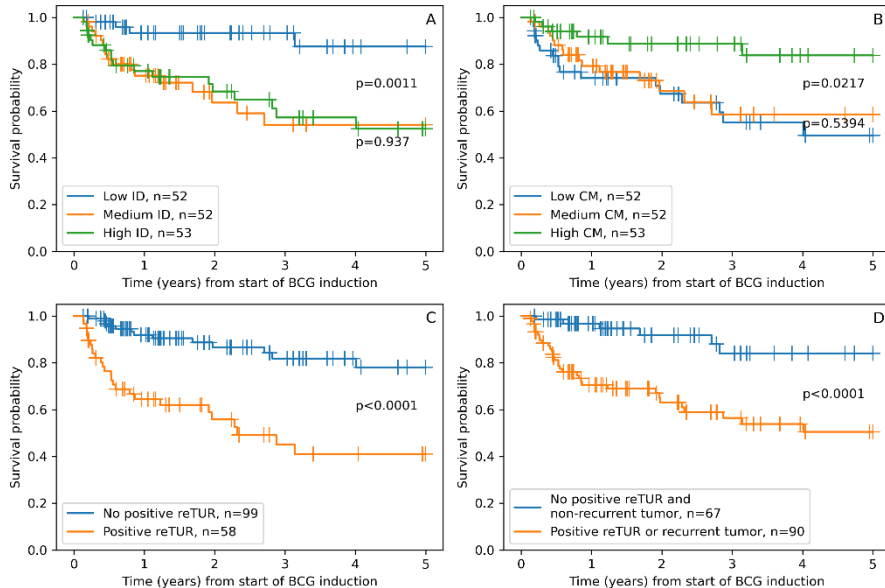 A
Survival probability
1.0
0.8
0.6
0.4
0.2
0.0
p=0.0011
p=0.937
Low ID, n=52
Medium ID, n=52
High ID, n=53
0
1
2
3
4
5
Time (years) from start of BCG induction
B
Survival probability
1.0
0.8
0.6
0.4
0.2
0.0
p=0.0217
p=0.5394
Low CM, n=52
Medium CM, n=52
High CM, n=53
0
1
2
3
4
5
Time (years) from start of BCG induction
C
Survival probability
1.0
0.8
0.6
0.4
0.2
0.0
p<0.0001
No positive reTUR, n=99
Positive reTUR, n=58
0
1
2
3
4
5
Time (years) from start of BCG induction
D
Survival probability
1.0
0.8
0.6
0.4
0.2
0.0
p<0.0001
No positive reTUR and
non-recurrent tumor, n=67
Positive reTUR or recurrent tumor, n=90
0
1
2
3
4
5
Time (years) from start of BCG induction